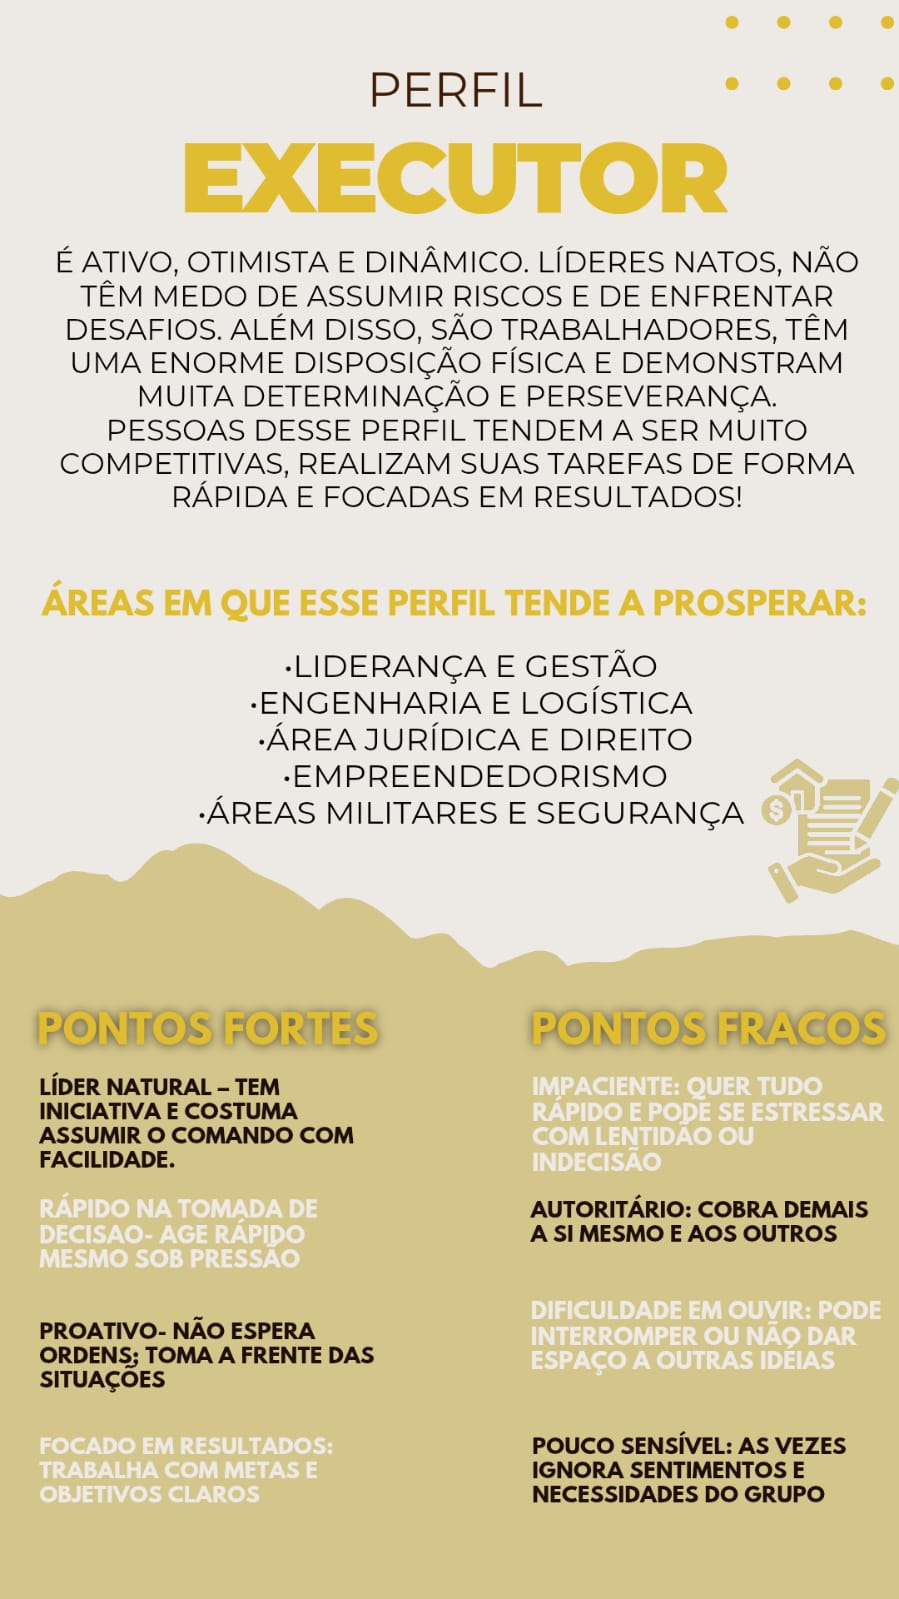 PERFIL
EXECUTOR
É ATIVO, OTIMISTA E DINÂMICO. LÍDERES NATOS, NÃO
TÊM MEDO DE ASSUMIR RISCOS E DE ENFRENTAR
DESAFIOS. ALÉM DISSO, SÃO TRABALHADORES, TÊM
UMA ENORME DISPOSIÇÃO FÍSICA E DEMONSTRAM
MUITA DETERMINAÇÃO E PERSEVERANÇA.
PESSOAS DESSE PERFIL TENDEM A SER MUITO
COMPETITIVAS, REALIZAM SUAS TAREFAS DE FORMA
RÁPIDA E FOCADAS EM RESULTADOS!
ÁREAS EM QUE ESSE PERFIL TENDE A PROSPERAR:
•LIDERANÇA E GESTÃO
•ENGENHARIA E LOGÍSTICA
•ÁREA JURÍDICA E DIREITO
•EMPREENDEDORISMO
•ÁREAS MILITARES E SEGURANÇA
$
PONTOS FORTES
LÍDER NATURAL – TEM
INICIATIVA E COSTUMA
ASSUMIR O COMANDO COM
FACILIDADE.
RÁPIDO NA TOMADA DE
DECISAO- AGE RÁPIDO
MESMO SOB PRESSÃO
PROATIVO- NÃO ESPERA
ORDENS; TOMA A FRENTE DAS
SITUAÇÕES
FOCADO EM RESULTADOS:
TRABALHA COM METAS E
OBJETIVOS CLAROS
PONTOS FRACOS
IMPACIENTE: QUER TUDO
RÁPIDO E PODE SE ESTRESSAR
COM LENTIDÃO OU
INDECISÃO
AUTORITÁRIO: COBRA DEMAIS
A SI MESMO E AOS OUTROS
DIFICULDADE EM OUVIR: PODE
INTERROMPER OU NÃO DAR
ESPAÇO A OUTRAS IDÉIAS
POUCO SENSÍVEL: AS VEZES
IGNORA SENTIMENTOS E
NECESSIDADES DO GRUPO